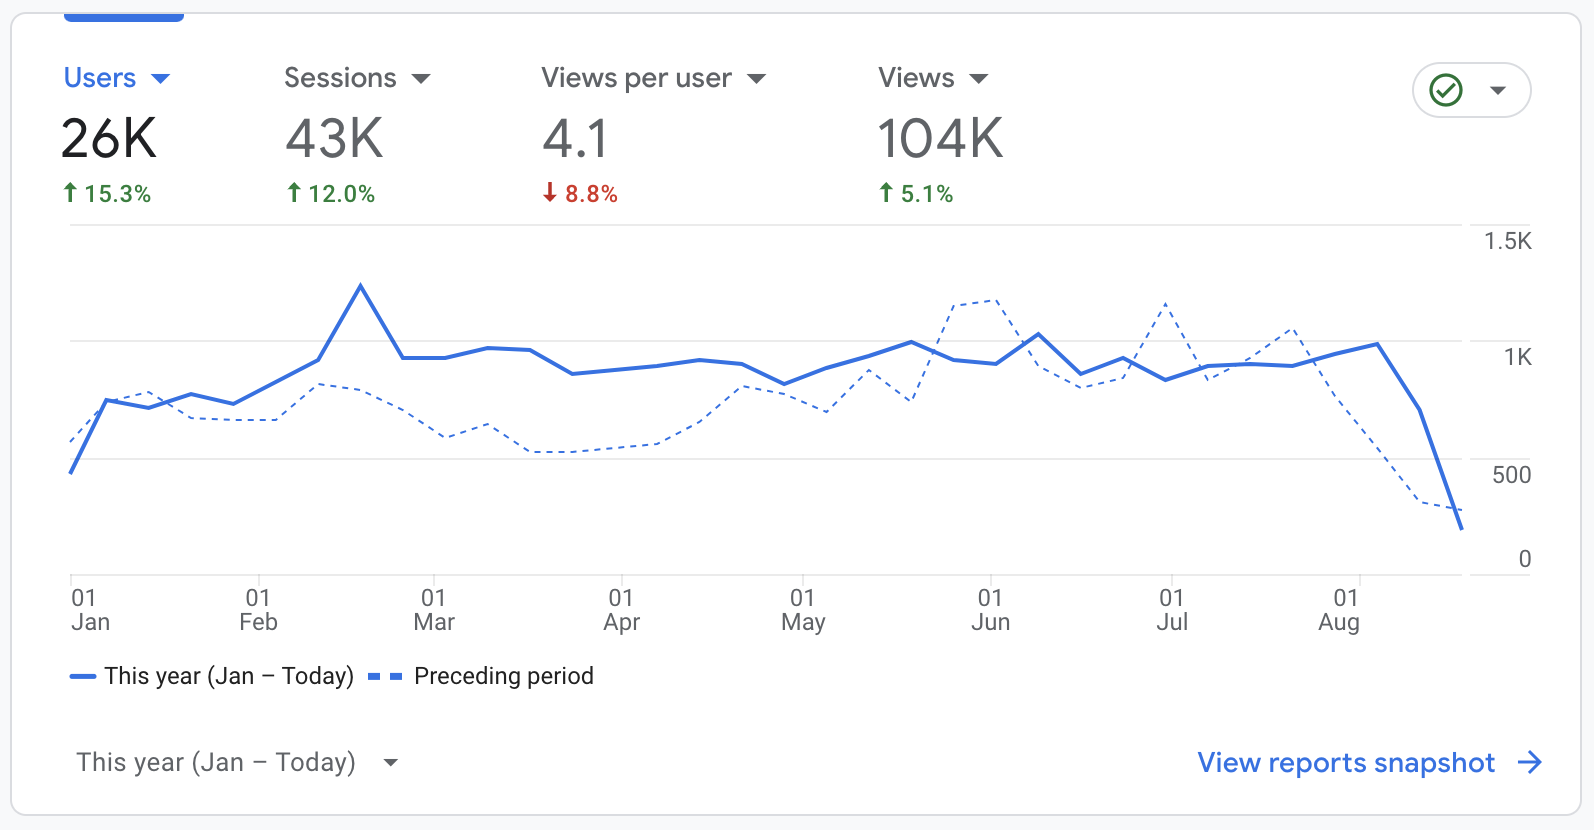 Users
Sessions
Views per user
Views
26K
43K
4.1
104K
15.3%
12.0%
8.8%
5.1%
1.5K
1K
500
0
01 Jan
01 Feb
01 Mar
01 Apr
01 May
01 Jun
01 Jul
01 Aug
This year (Jan – Today)
Preceding period
This year (Jan – Today)
View reports snapshot